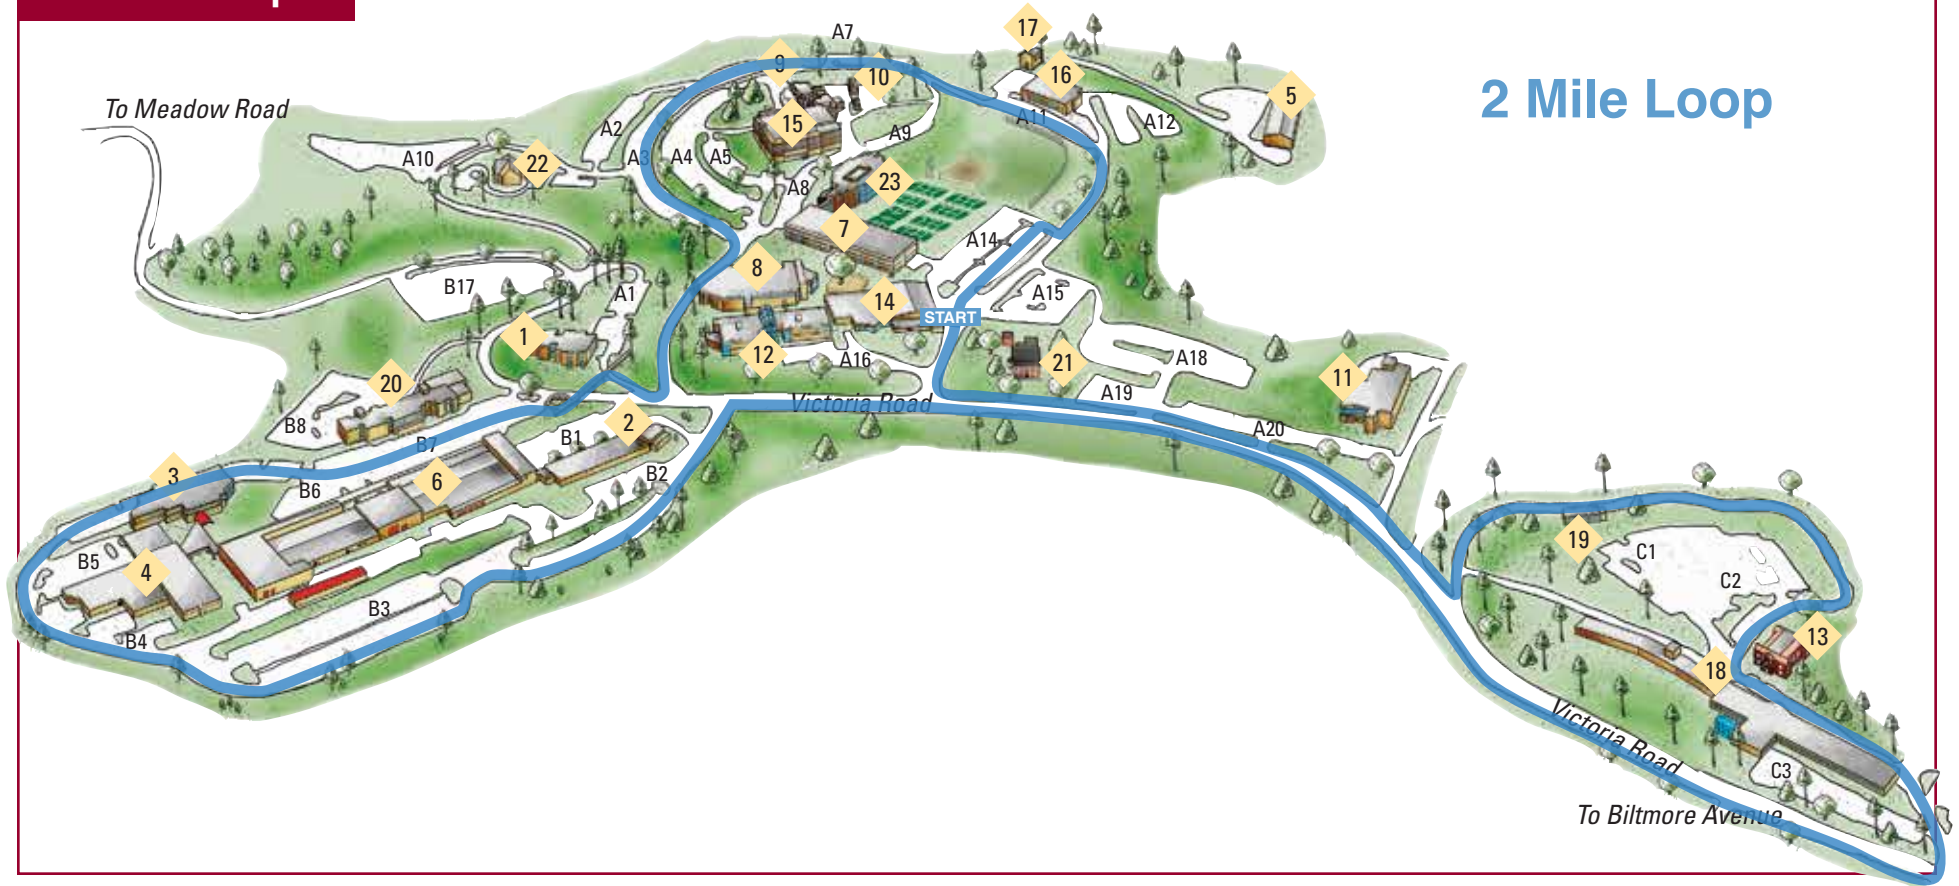 17
A7
9
10
16
5
2 Mile Loop
To Meadow Road
A2
15
A11
A12
A9
A10
22
A3
A4
A5
A8
23
7
A14
8
B17
A1
14
A15
START
1
12
A16
21
A18
11
20
A19
Victoria Road
B8
2
B1
A20
B7
3
6
B2
B6
19
C1
B5
4
C2
B3
B4
13
18
Victoria Road
C3
To Biltmore Avenue